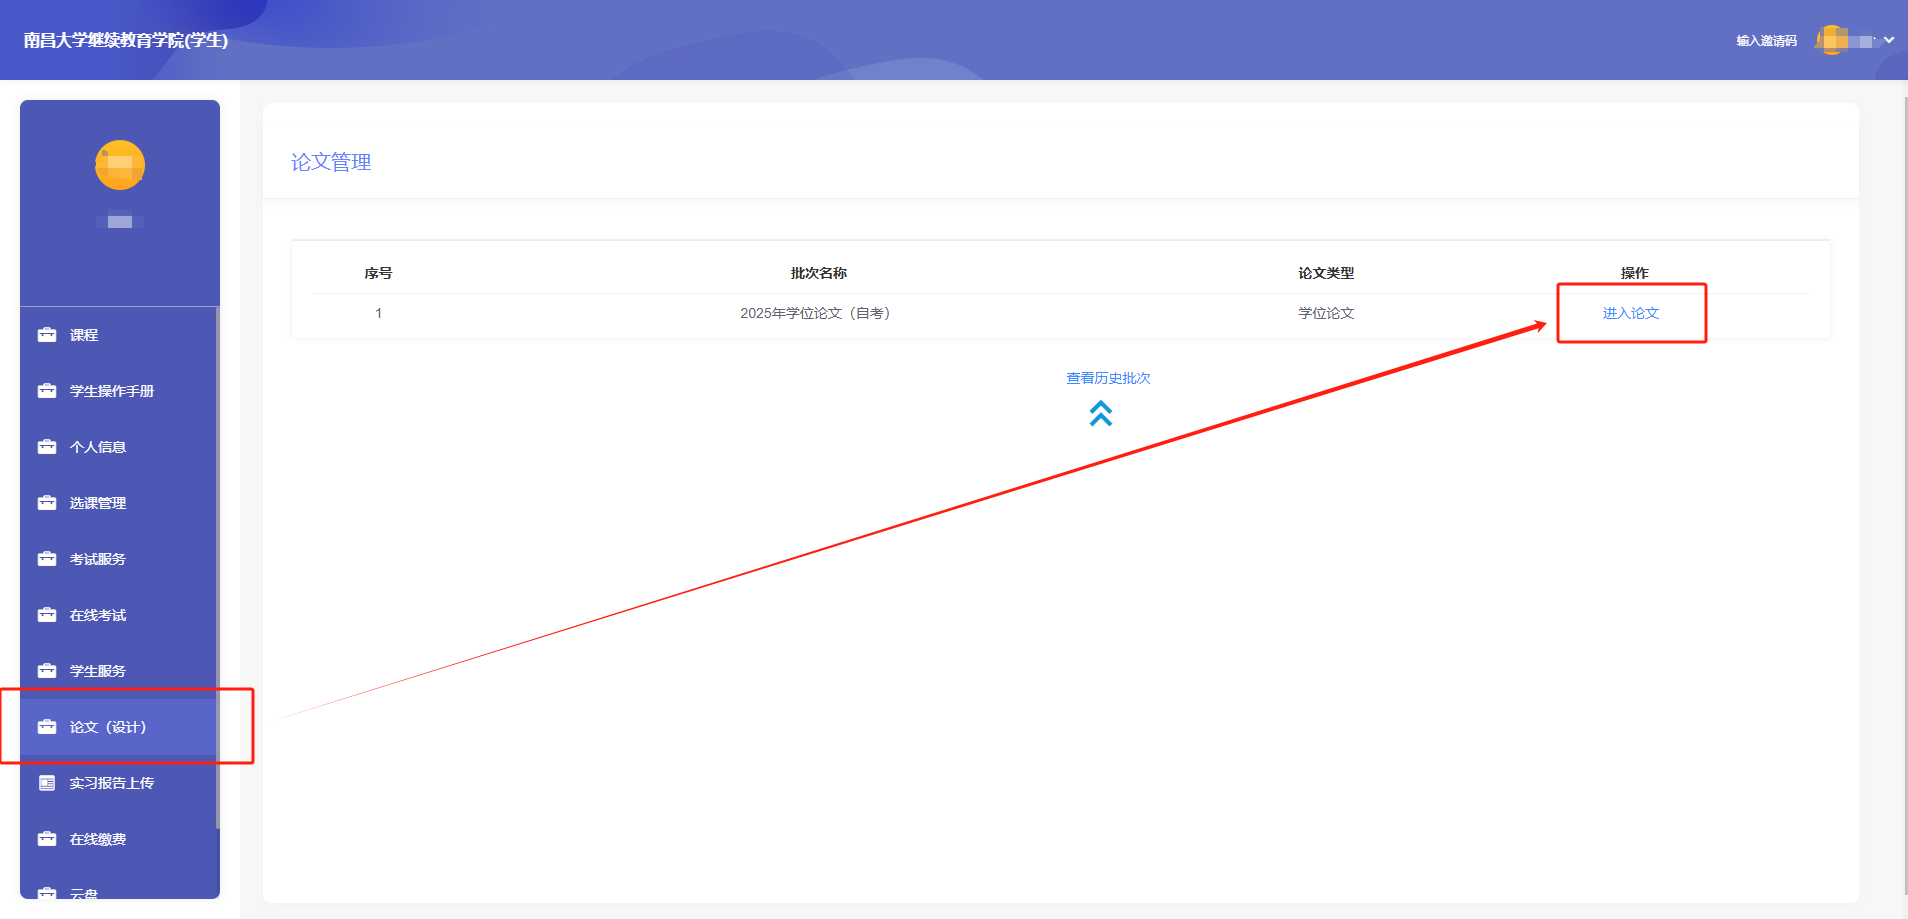 南昌大学继续教育学院(学生)
输入邀请码
论文管理
序号 批次名称 论文类型 操作
1 2025年学位论文（自考） 学位论文 进入论文
查看历史批次
课程
学生操作手册
个人信息
选课管理
考试服务
在线考试
学生服务
论文（设计）
实习报告上传
在线缴费
云盘